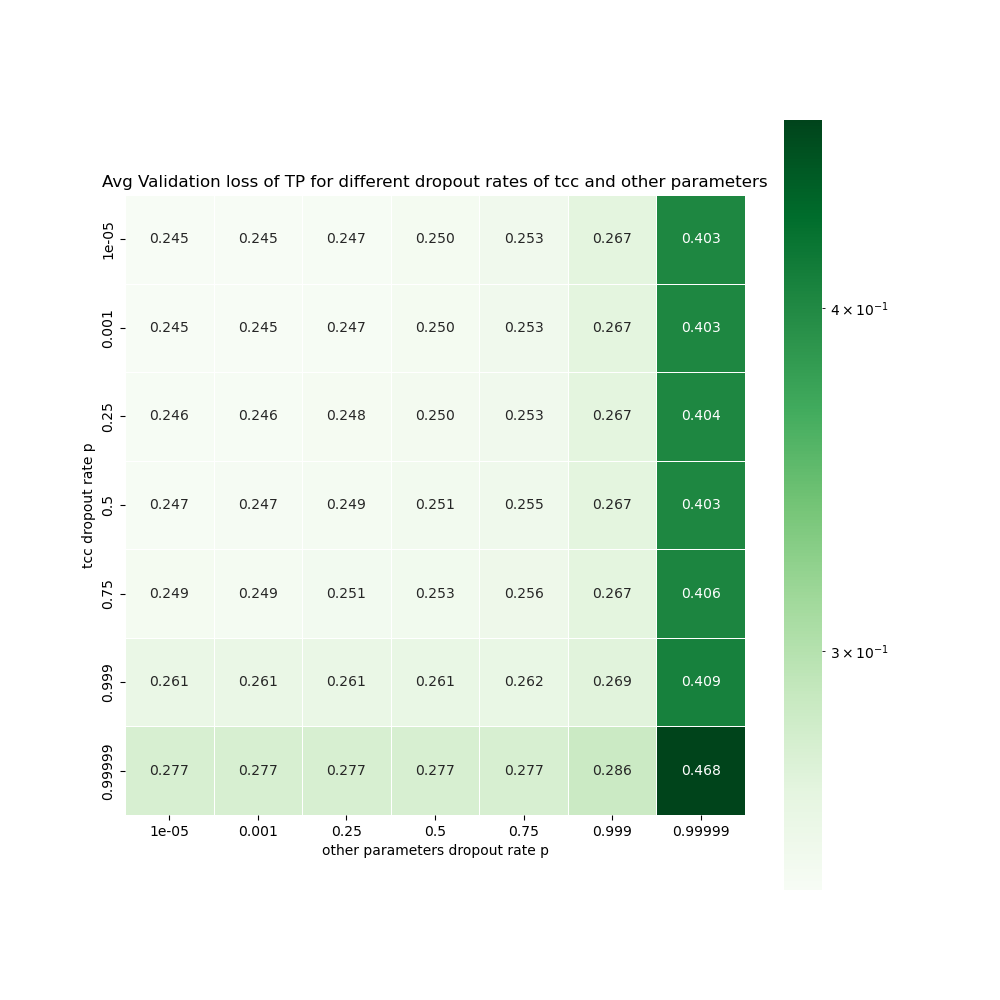 Avg Validation loss of TP for different dropout rates of tcc and other parameters
1e-05 0.245 0.245 0.247 0.250 0.253 0.267 0.403
0.001 0.245 0.245 0.247 0.250 0.253 0.267 0.403
0.25 0.246 0.246 0.248 0.250 0.253 0.267 0.404
0.5 0.247 0.247 0.249 0.251 0.255 0.267 0.403
0.75 0.249 0.249 0.251 0.253 0.256 0.267 0.406
0.999 0.261 0.261 0.261 0.261 0.262 0.269 0.409
0.99999 0.277 0.277 0.277 0.277 0.277 0.286 0.468
1e-05 0.001 0.25 0.5 0.75 0.999 0.99999
other parameters dropout rate p
tcc dropout rate p
4 × 10⁻¹
3 × 10⁻¹